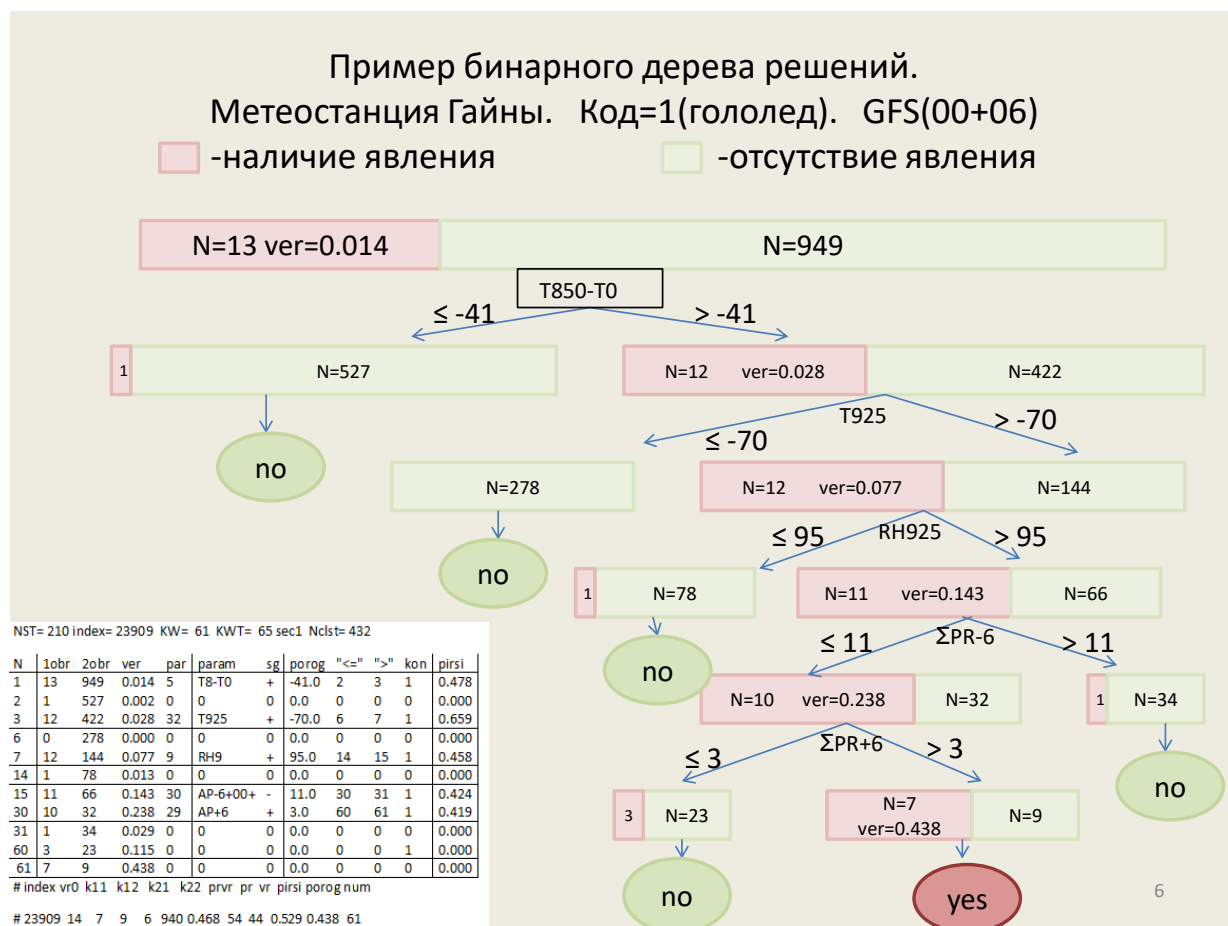 Пример бинарного дерева решений.
Метеостанция Гайны. Код=1(гололед). GFS(00+06)
-наличие явления -отсутствие явления
N=13 ver=0.014 N=949
T850-T0
≤ -41 > -41
1 N=527 N=12 ver=0.028 N=422
T925
≤ -70 > -70
no
N=278 N=12 ver=0.077 N=144
RH925
≤ 95 > 95
no
1 N=78 N=11 ver=0.143 N=66
≤ 11 ΣPR-6 > 11
no
N=10 ver=0.238 N=32 1 N=34
≤ 3 ΣPR+6 > 3
no
3 N=23 N=7 ver=0.438 N=9
no yes
6
NST= 210 index= 23909 KW= 61 KWT= 65 sec1 Nclst= 432
N 1obr 2obr ver par param sg porog "<=" ">" kon pirsi
1 13 949 0.014 5 T8-T0 + -41.0 2 3 1 0.478
2 1 527 0.002 0 0 0 0.0 0 0 0 0.000
3 12 422 0.028 32 T925 + -70.0 6 7 1 0.659
6 0 278 0.000 0 0 0 0.0 0 0 0 0.000
7 12 144 0.077 9 RH9 + 95.0 14 15 1 0.458
14 1 78 0.013 0 0 0 0.0 0 0 0 0.000
15 11 66 0.143 30 AP-6+00+ - 11.0 30 31 1 0.424
30 10 32 0.238 29 AP+6 + 3.0 60 61 1 0.419
31 1 34 0.029 0 0 0 0.0 0 0 0 0.000
60 3 23 0.115 0 0 0 0.0 0 0 1 0.000
61 7 9 0.438 0 0 0 0.0 0 0 0 0.000
# index vr0 k11 k12 k21 k22 prvr pr vr pirsi porog num
# 23909 14 7 9 6 940 0.468 54 44 0.529 0.438 61